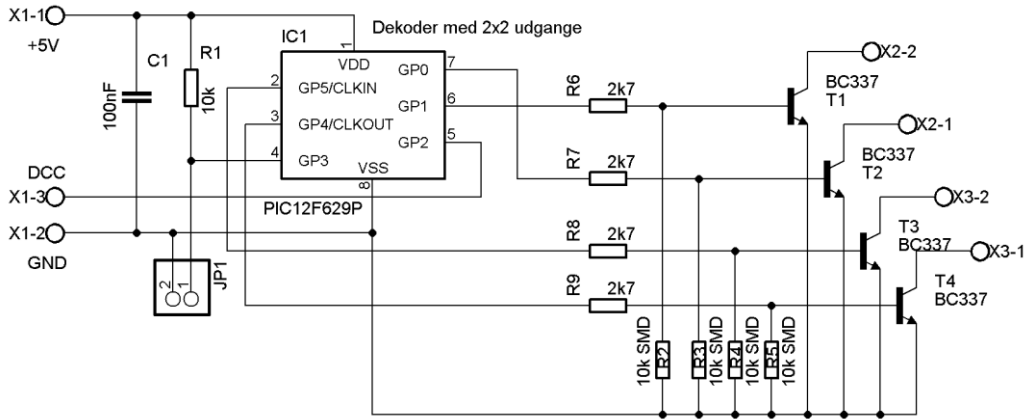 X1-1
+5V
C1
100nF
R1
10k
IC1
Dekoder med 2x2 udgange
1
VDD
2
GP5/CLKIN
3
GP4/CLKOUT
4
GP3
GP0
7
GP1
6
GP2
5
VSS
8
PIC12F629P
DCC
X1-3
X1-2
GND
2
1
JP1
R6
2k7
R7
2k7
R8
2k7
R9
2k7
10k SMD
R2
R3
10k SMD
R4
10k SMD
R5
10k SMD
X2-2
BC337
T1
X2-1
BC337
T2
X3-2
T3
BC337
X3-1
T4
BC337